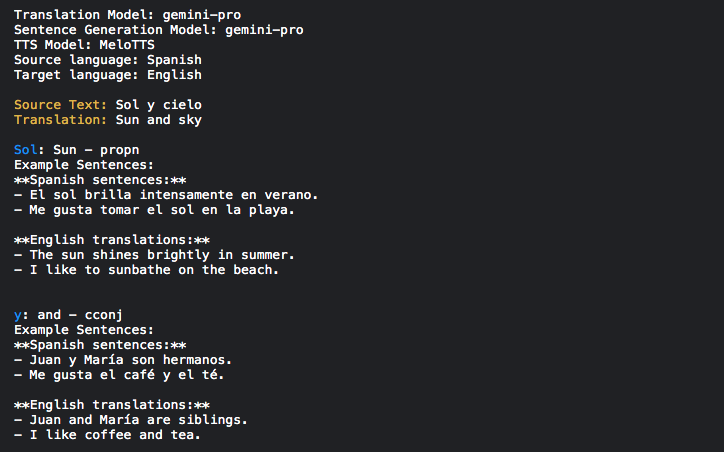 Translation Model: gemini-pro
Sentence Generation Model: gemini-pro
TTS Model: MeloTTS
Source language: Spanish
Target language: English
Source Text: Sol y cielo
Translation: Sun and sky
Sol: Sun - propn
Example Sentences:
**Spanish sentences:**
- El sol brilla intensamente en verano.
- Me gusta tomar el sol en la playa.
**English translations:**
- The sun shines brightly in summer.
- I like to sunbathe on the beach.
y: and - cconj
Example Sentences:
**Spanish sentences:**
- Juan y María son hermanos.
- Me gusta el café y el té.
**English translations:**
- Juan and María are siblings.
- I like coffee and tea.